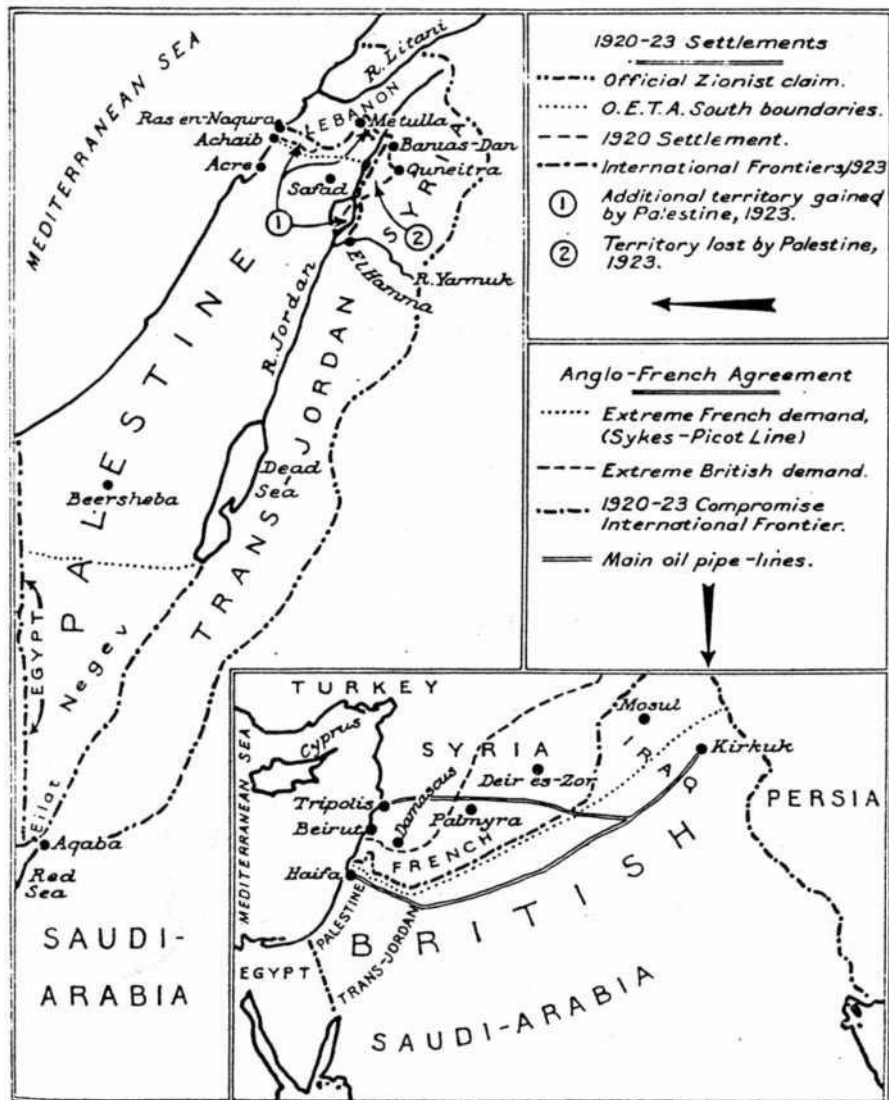 MEDITERRANEAN SEA
R. Litani
LEBANON
Ras en-Naqura
Metulla
Achaib
Banias-Dan
Acre
Quneitra
Safad
SYRIA
1
2
El Hamma
R. Yarmuk
R. Jordan
PALESTINE
TRANS-JORDAN
Dead
Sea
Beersheba
EGYPT
Negev
Eilat
Aqaba
Red
Sea
SAUDI-
ARABIA
1920-23 Settlements
Official Zionist claim.
O.E.T.A. South boundaries.
1920 Settlement.
International Frontiers, 1923
1 Additional territory gained
by Palestine, 1923.
2 Territory lost by Palestine,
1923.
Anglo-French Agreement
Extreme French demand,
(Sykes-Picot Line)
Extreme British demand.
1920-23 Compromise
International Frontier.
Main oil pipe-lines.
TURKEY
MEDITERRANEAN SEA
Cyprus
SYRIA
Mosul
IRAQ
Kirkuk
Deir es-Zor
Tripolis
Damascus
Palmyra
Beirut
FRENCH
PERSIA
Haifa
PALESTINE
BRITISH
TRANS-JORDAN
EGYPT
SAUDI-ARABIA